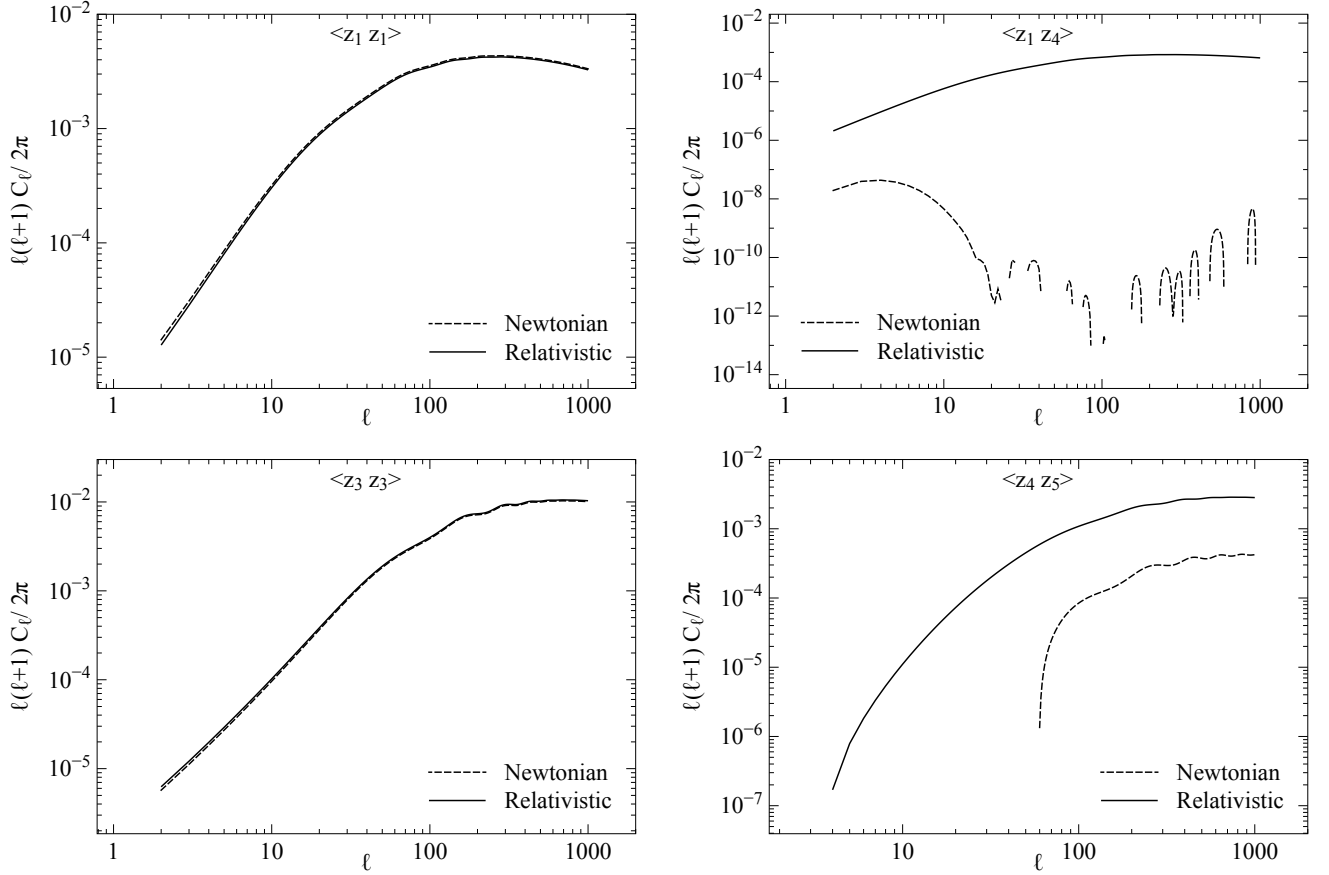 <z₁ z₁>
ℓ(ℓ+1) Cℓ/ 2π
10⁻²
10⁻³
10⁻⁴
10⁻⁵
Newtonian
Relativistic
1 10 100 1000
ℓ
<z₁ z₄>
ℓ(ℓ+1) Cℓ/ 2π
10⁻²
10⁻⁴
10⁻⁶
10⁻⁸
10⁻¹⁰
10⁻¹²
10⁻¹⁴
Newtonian
Relativistic
1 10 100 1000
ℓ
<z₃ z₃>
ℓ(ℓ+1) Cℓ/ 2π
10⁻²
10⁻³
10⁻⁴
10⁻⁵
Newtonian
Relativistic
1 10 100 1000
ℓ
<z₄ z₅>
ℓ(ℓ+1) Cℓ/ 2π
10⁻²
10⁻³
10⁻⁴
10⁻⁵
10⁻⁶
10⁻⁷
Newtonian
Relativistic
10 100 1000
ℓ